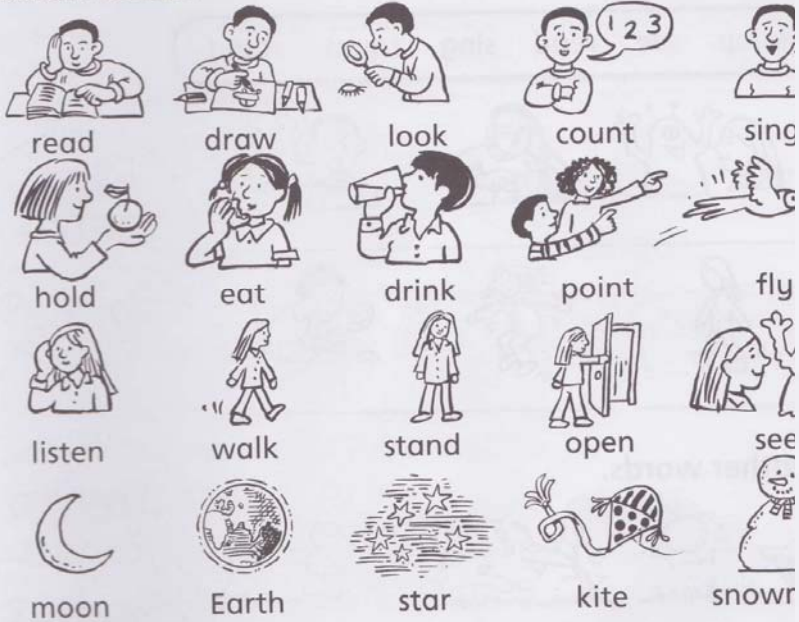 1 2 3
read draw look count sing
hold eat drink point fly
listen walk stand open see
moon Earth star kite snowm